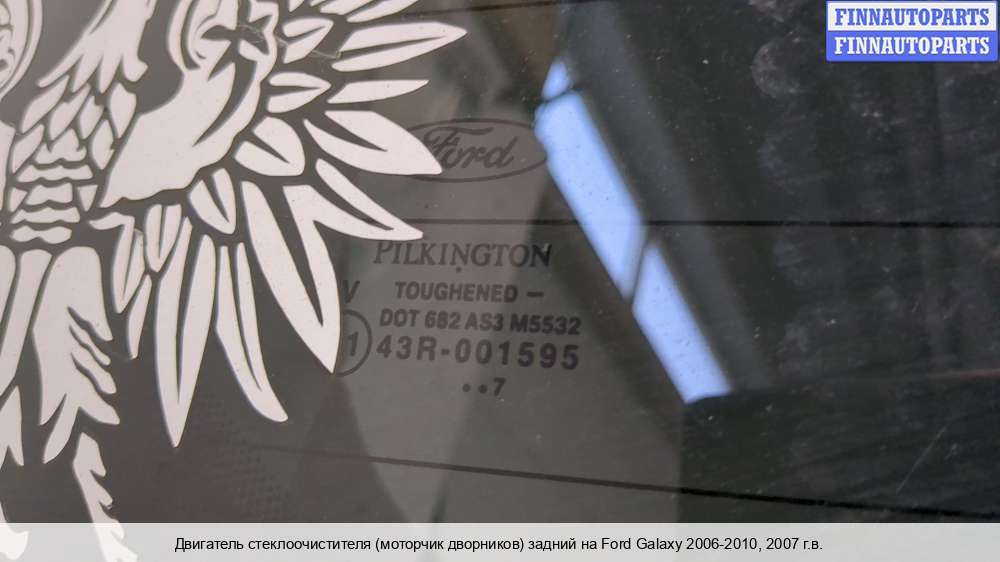 FINNAUTOPARTS
FINNAUTOPARTS
Ford
PILKINGTON
V TOUGHENED –
DOT 682 AS3 M5532
1 43R-001595
••7
Двигатель стеклоочистителя (моторчик дворников) задний на Ford Galaxy 2006-2010, 2007 г.в.